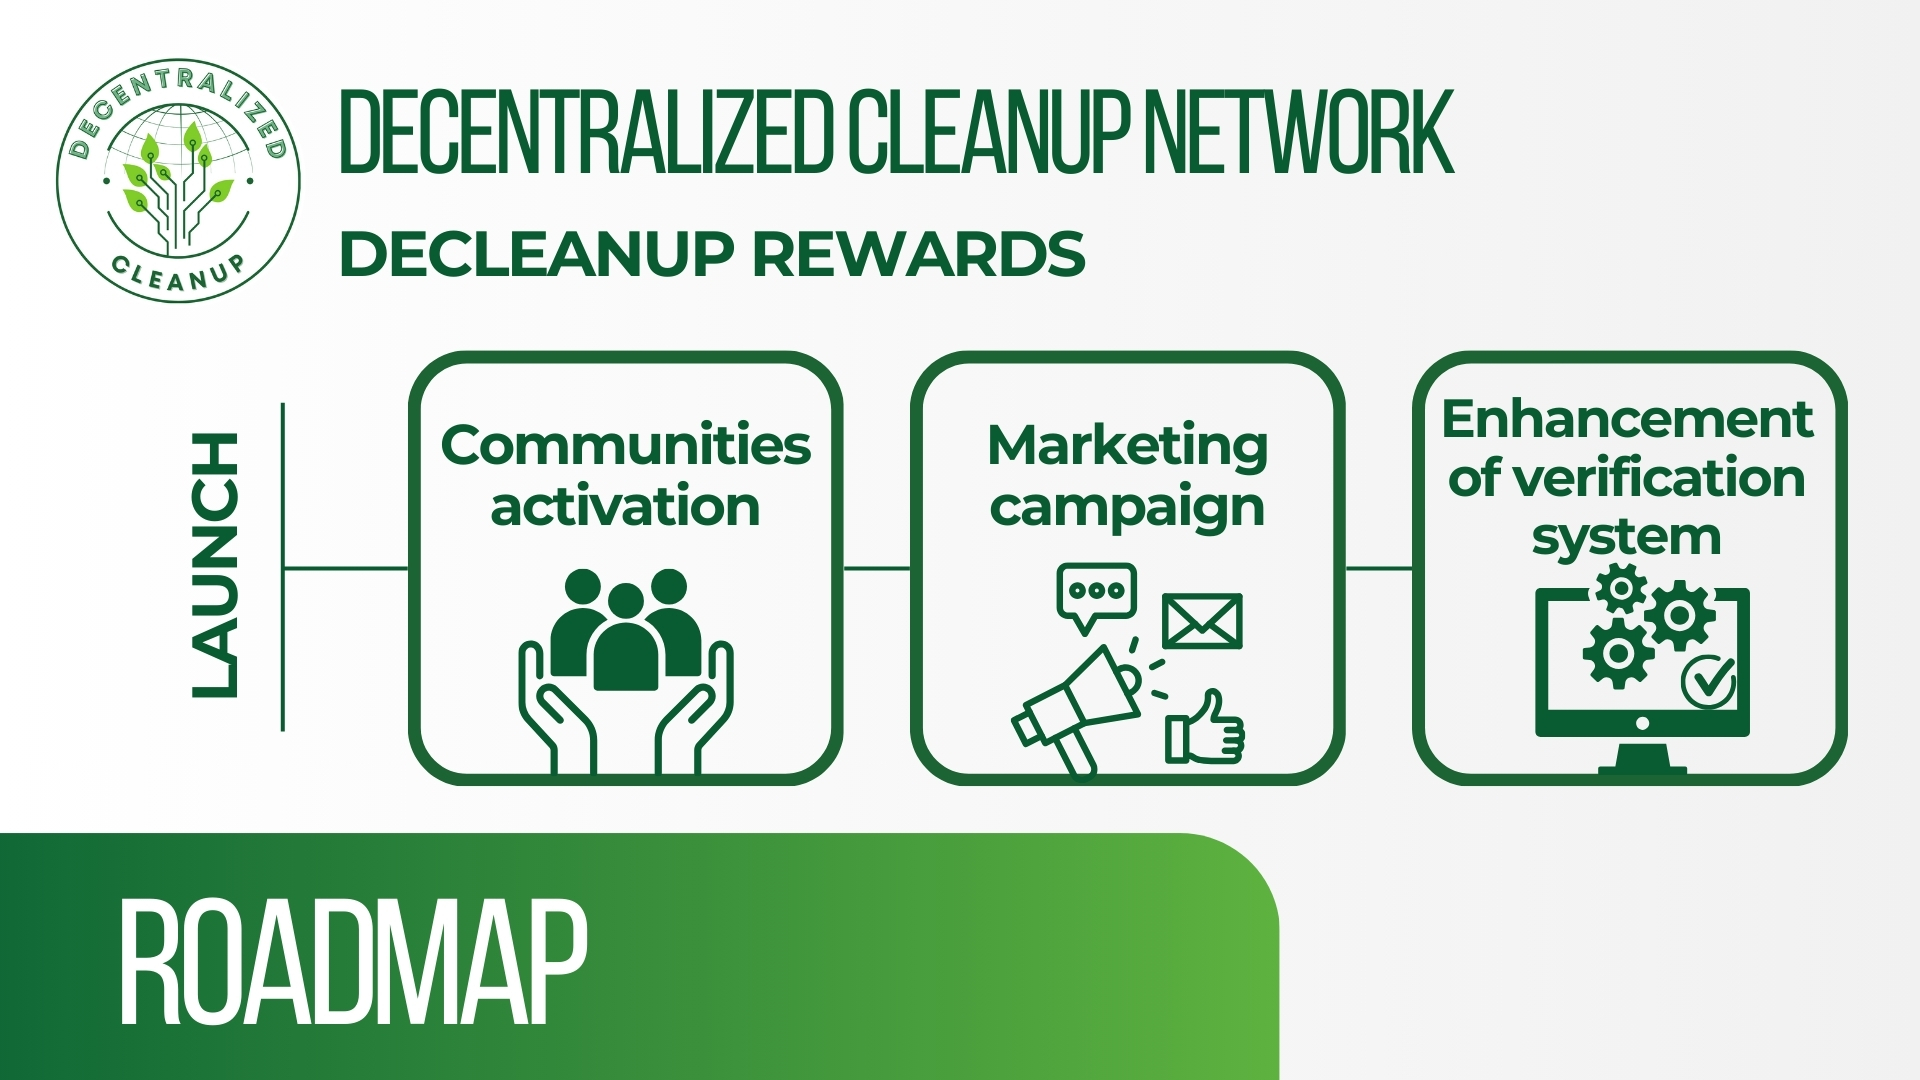 DECENTRALIZED
CLEANUP
DECENTRALIZED CLEANUP NETWORK
DECLEANUP REWARDS
LAUNCH
Communities
activation
Marketing
campaign
Enhancement
of verification
system
ROADMAP